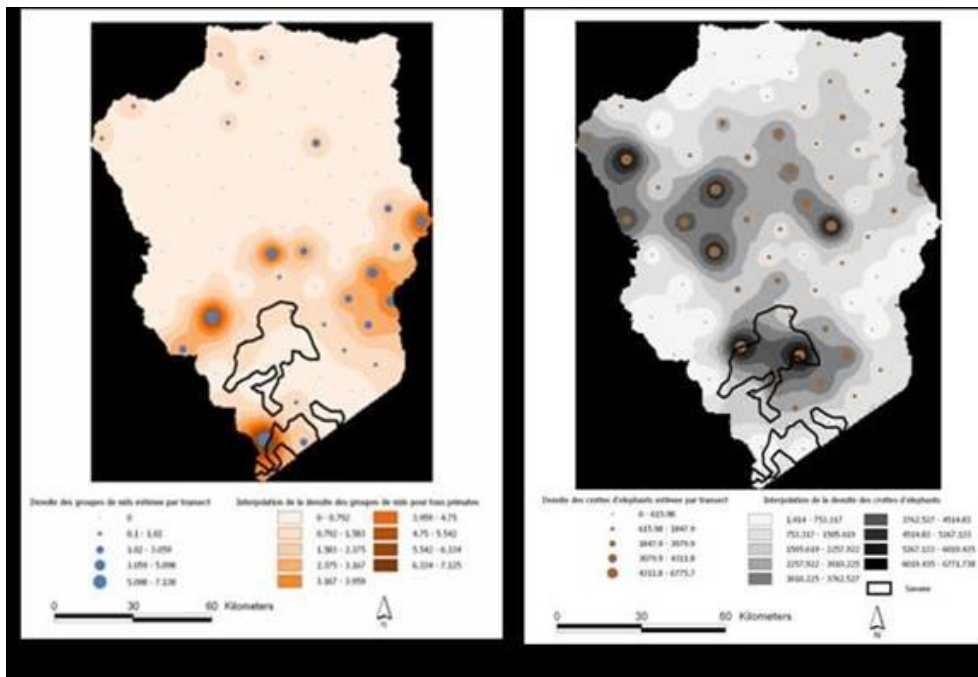 Densite des groupes de nids estimee par transect
0
0.1 - 1.02
1.02 - 3.059
3.059 - 5.098
5.098 - 7.138
Interpolation de la densite des groupes de nids pour tous primates
0 - 0.792
0.792 - 1.583
1.583 - 2.375
2.375 - 3.167
3.167 - 3.959
3.959 - 4.75
4.75 - 5.542
5.542 - 6.334
6.334 - 7.125
0 30 60 Kilometers
Densite des crottes d'elephants estimee par transect
0 - 615.98
615.98 - 1847.9
1847.9 - 3079.9
3079.9 - 4311.8
4311.8 - 6775.7
Interpolation de la densite des crottes d'elephants
753.317 - 1505.619
1505.619 - 2257.922
2257.922 - 3010.225
3010.225 - 3762.527
3762.527 - 4514.83
4514.83 - 5267.133
5267.133 - 6019.435
6019.435 - 6771.738
Savane
0 30 60 Kilometers
N